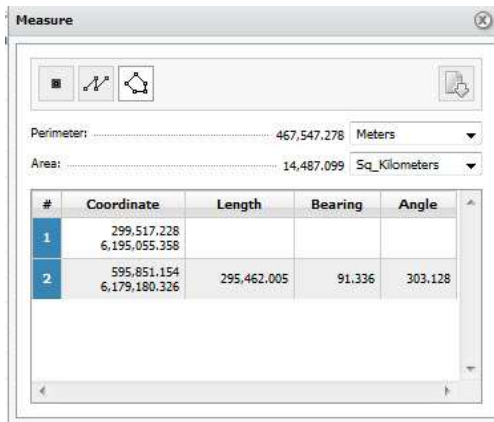 Measure
Perimeter: 467,547.278 Meters
Area: 14,487.099 Sq_Kilometers
# Coordinate Length Bearing Angle
1 299,517.228
6,195,055.358
2 595,851.154
6,179,180.326 295,462.005 91.336 303.128